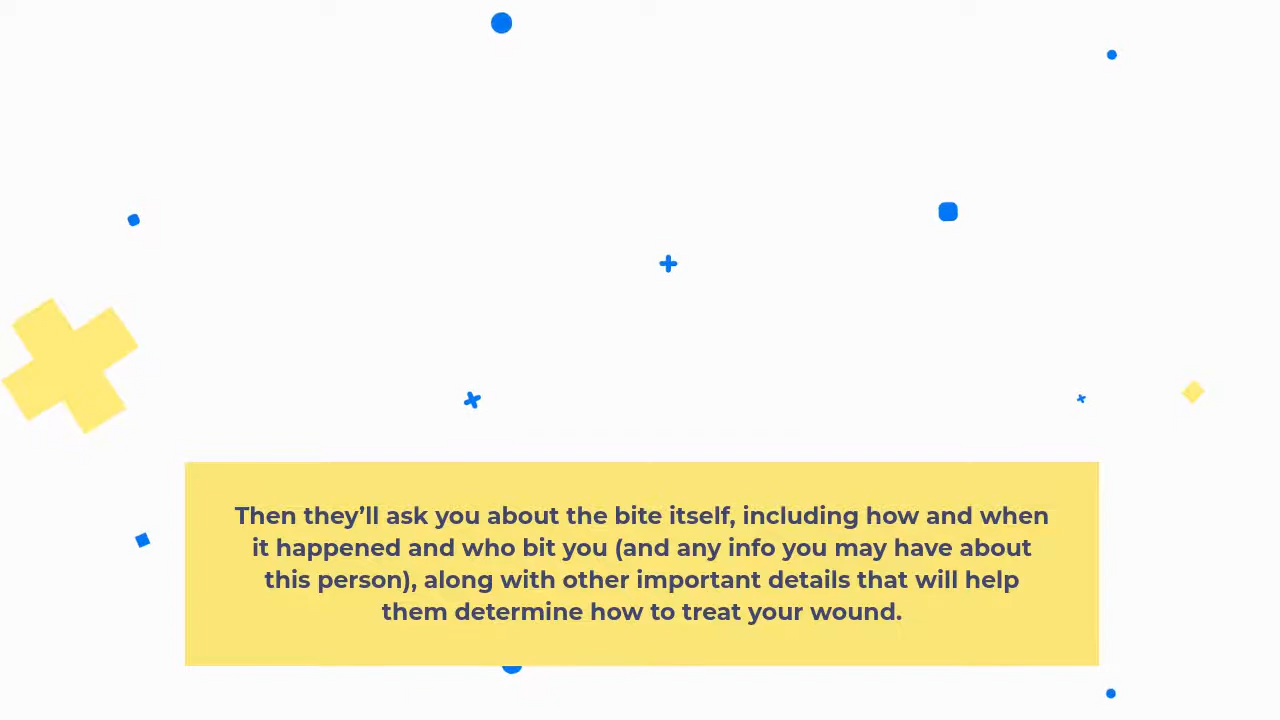 Then they’ll ask you about the bite itself, including how and when
it happened and who bit you (and any info you may have about
this person), along with other important details that will help
them determine how to treat your wound.